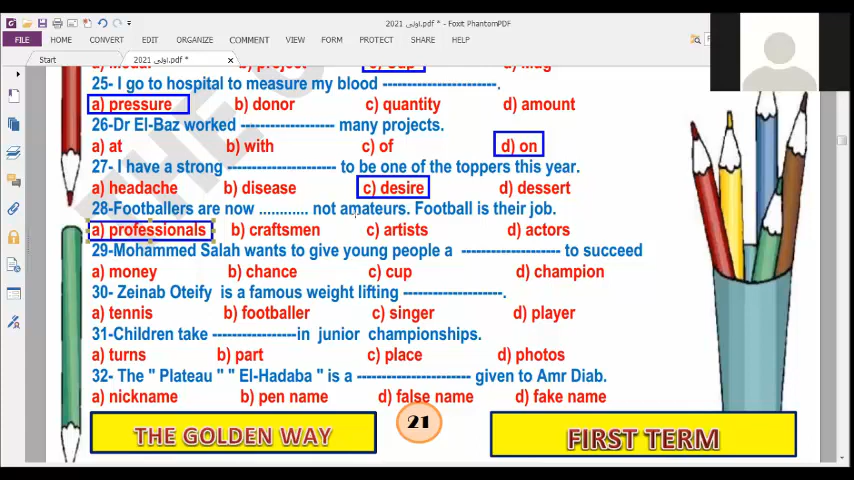 2021 اولى.pdf * - Foxit PhantomPDF
FILE HOME CONVERT EDIT ORGANIZE COMMENT VIEW FORM PROTECT SHARE HELP
Start 2021 اولى.pdf *
25- I go to hospital to measure my blood -----------------------.
a) pressure b) donor c) quantity d) amount
26-Dr El-Baz worked ------------------- many projects.
a) at b) with c) of d) on
27- I have a strong ---------------------- to be one of the toppers this year.
a) headache b) disease c) desire d) dessert
28-Footballers are now ............ not amateurs. Football is their job.
a) professionals b) craftsmen c) artists d) actors
29-Mohammed Salah wants to give young people a -------------------- to succeed
a) money b) chance c) cup d) champion
30- Zeinab Oteify is a famous weight lifting --------------------.
a) tennis b) footballer c) singer d) player
31-Children take -----------------in junior championships.
a) turns b) part c) place d) photos
32- The " Plateau " " El-Hadaba " is a ----------------------- given to Amr Diab.
a) nickname b) pen name d) false name d) fake name
THE GOLDEN WAY 21 FIRST TERM